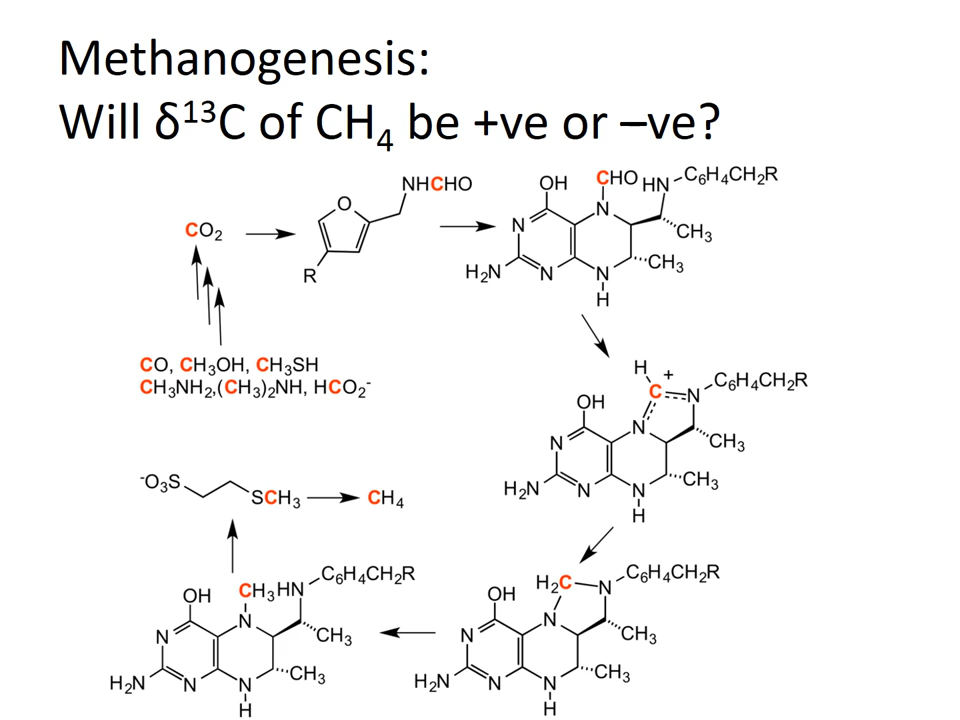 Methanogenesis:
Will δ¹³C of CH₄ be +ve or –ve?
CO₂
O
NHCHO
R
OH
CHO
HN
C₆H₄CH₂R
N
N
CH₃
H₂N
N
N
H
CH₃
CO, CH₃OH, CH₃SH
CH₃NH₂,(CH₃)₂NH, HCO₂⁻
H
C
+
N
C₆H₄CH₂R
OH
N
N
CH₃
H₂N
N
N
H
CH₃
⁻O₃S
SCH₃
CH₄
H₂C
N
C₆H₄CH₂R
OH
N
N
CH₃
H₂N
N
N
H
CH₃
OH
CH₃
HN
C₆H₄CH₂R
N
N
CH₃
H₂N
N
N
H
CH₃